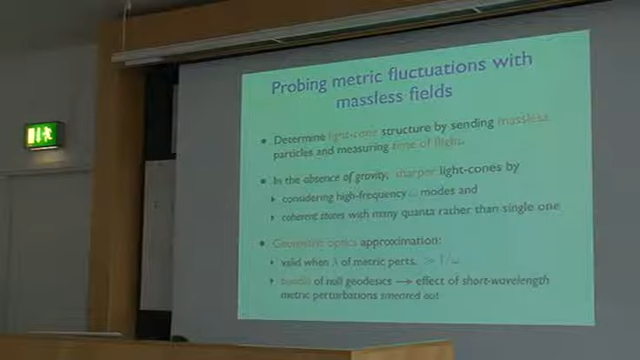 Probing metric fluctuations with
massless fields
• Determine light-cone structure by sending massless
particles and measuring time of flight.
• In the absence of gravity, sharper light-cones by
▸ considering high-frequency ω modes and
▸ coherent states with many quanta rather than single one
• Geometric optics approximation:
▸ valid when λ of metric perts. ≫ 1/ω
▸ of null geodesics → effect of short-wavelength
metric perturbations smeared out